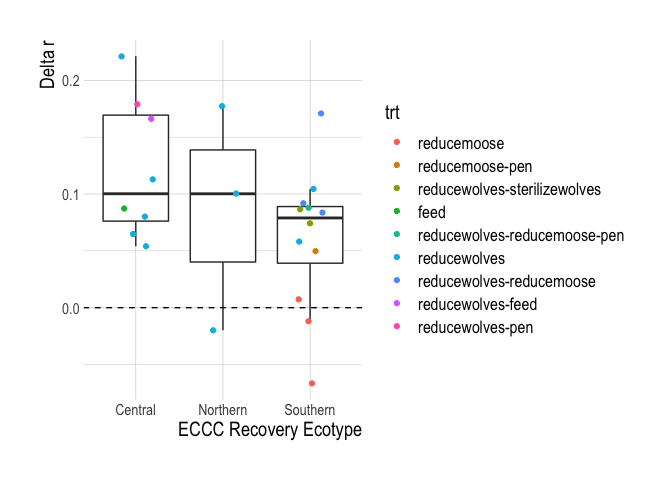 Delta r
0.2
0.1
0.0
Central Northern Southern
ECCC Recovery Ecotype
trt
reducemoose
reducemoose-pen
reducewolves-sterilizewolves
feed
reducewolves-reducemoose-pen
reducewolves
reducewolves-reducemoose
reducewolves-feed
reducewolves-pen